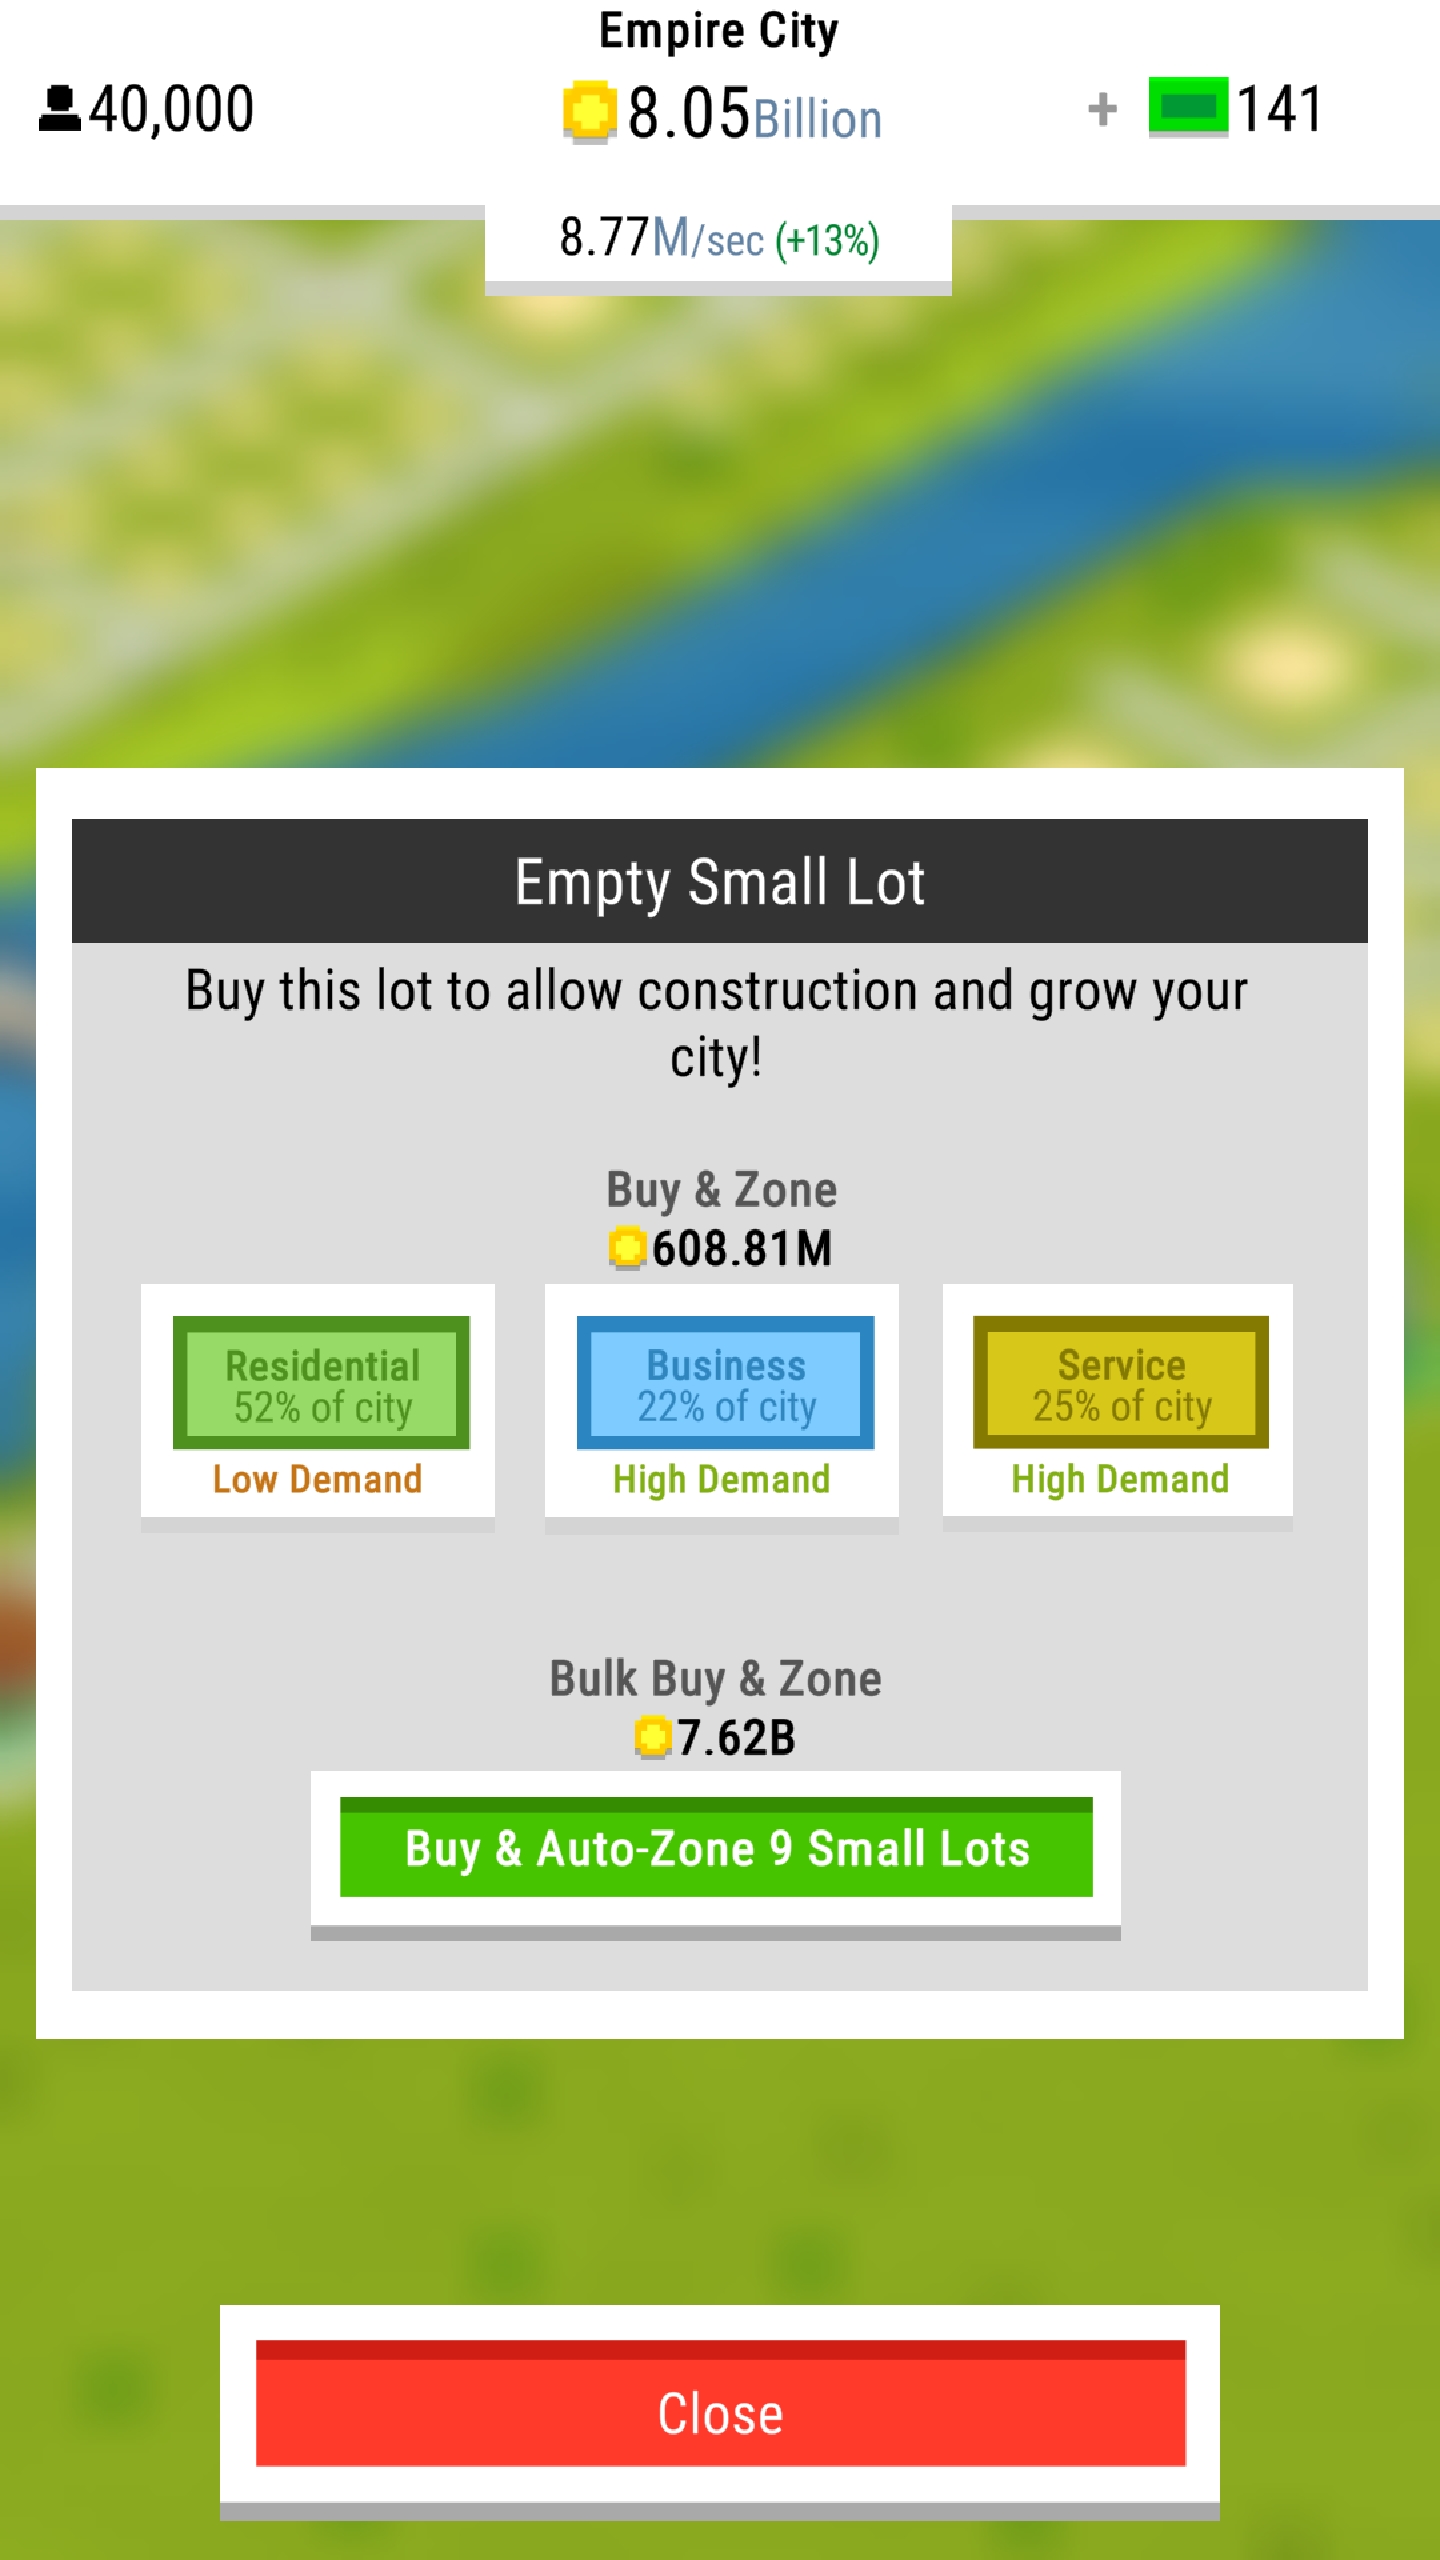 Empire City
40,000
8.05Billion
+ 141
8.77M/sec (+13%)
Empty Small Lot
Buy this lot to allow construction and grow your
city!
Buy & Zone
608.81M
Residential
52% of city
Low Demand
Business
22% of city
High Demand
Service
25% of city
High Demand
Bulk Buy & Zone
7.62B
Buy & Auto-Zone 9 Small Lots
Close